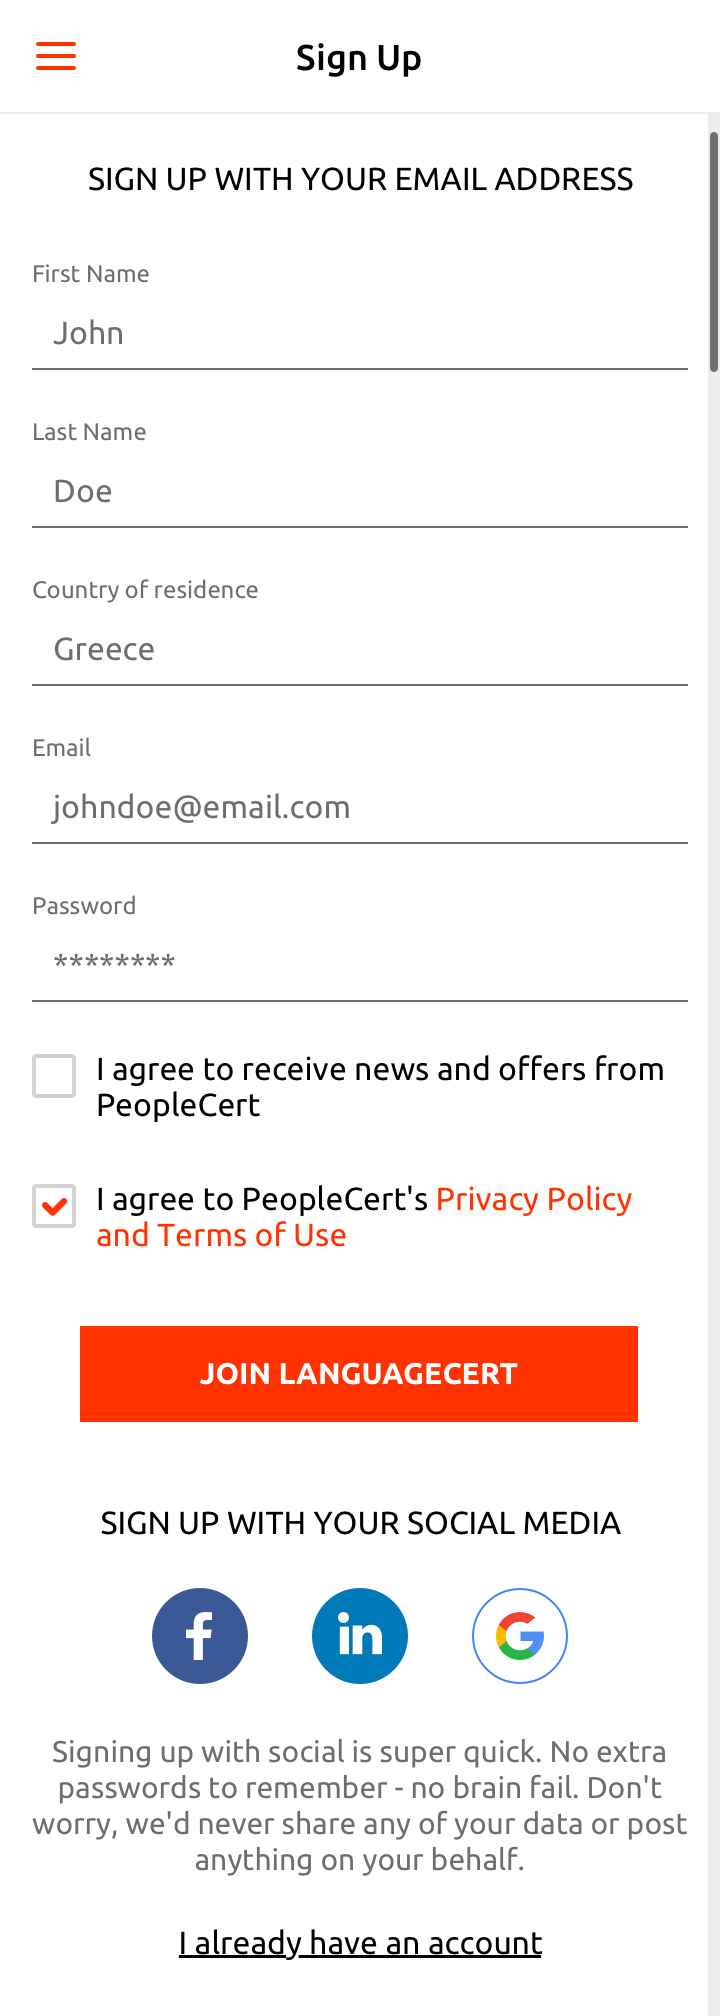 Sign Up
SIGN UP WITH YOUR EMAIL ADDRESS
First Name
John
Last Name
Doe
Country of residence
Greece
Email
johndoe@email.com
Password
********
I agree to receive news and offers from
PeopleCert
I agree to PeopleCert's Privacy Policy
and Terms of Use
JOIN LANGUAGECERT
SIGN UP WITH YOUR SOCIAL MEDIA
f in G
Signing up with social is super quick. No extra
passwords to remember - no brain fail. Don't
worry, we'd never share any of your data or post
anything on your behalf.
I already have an account